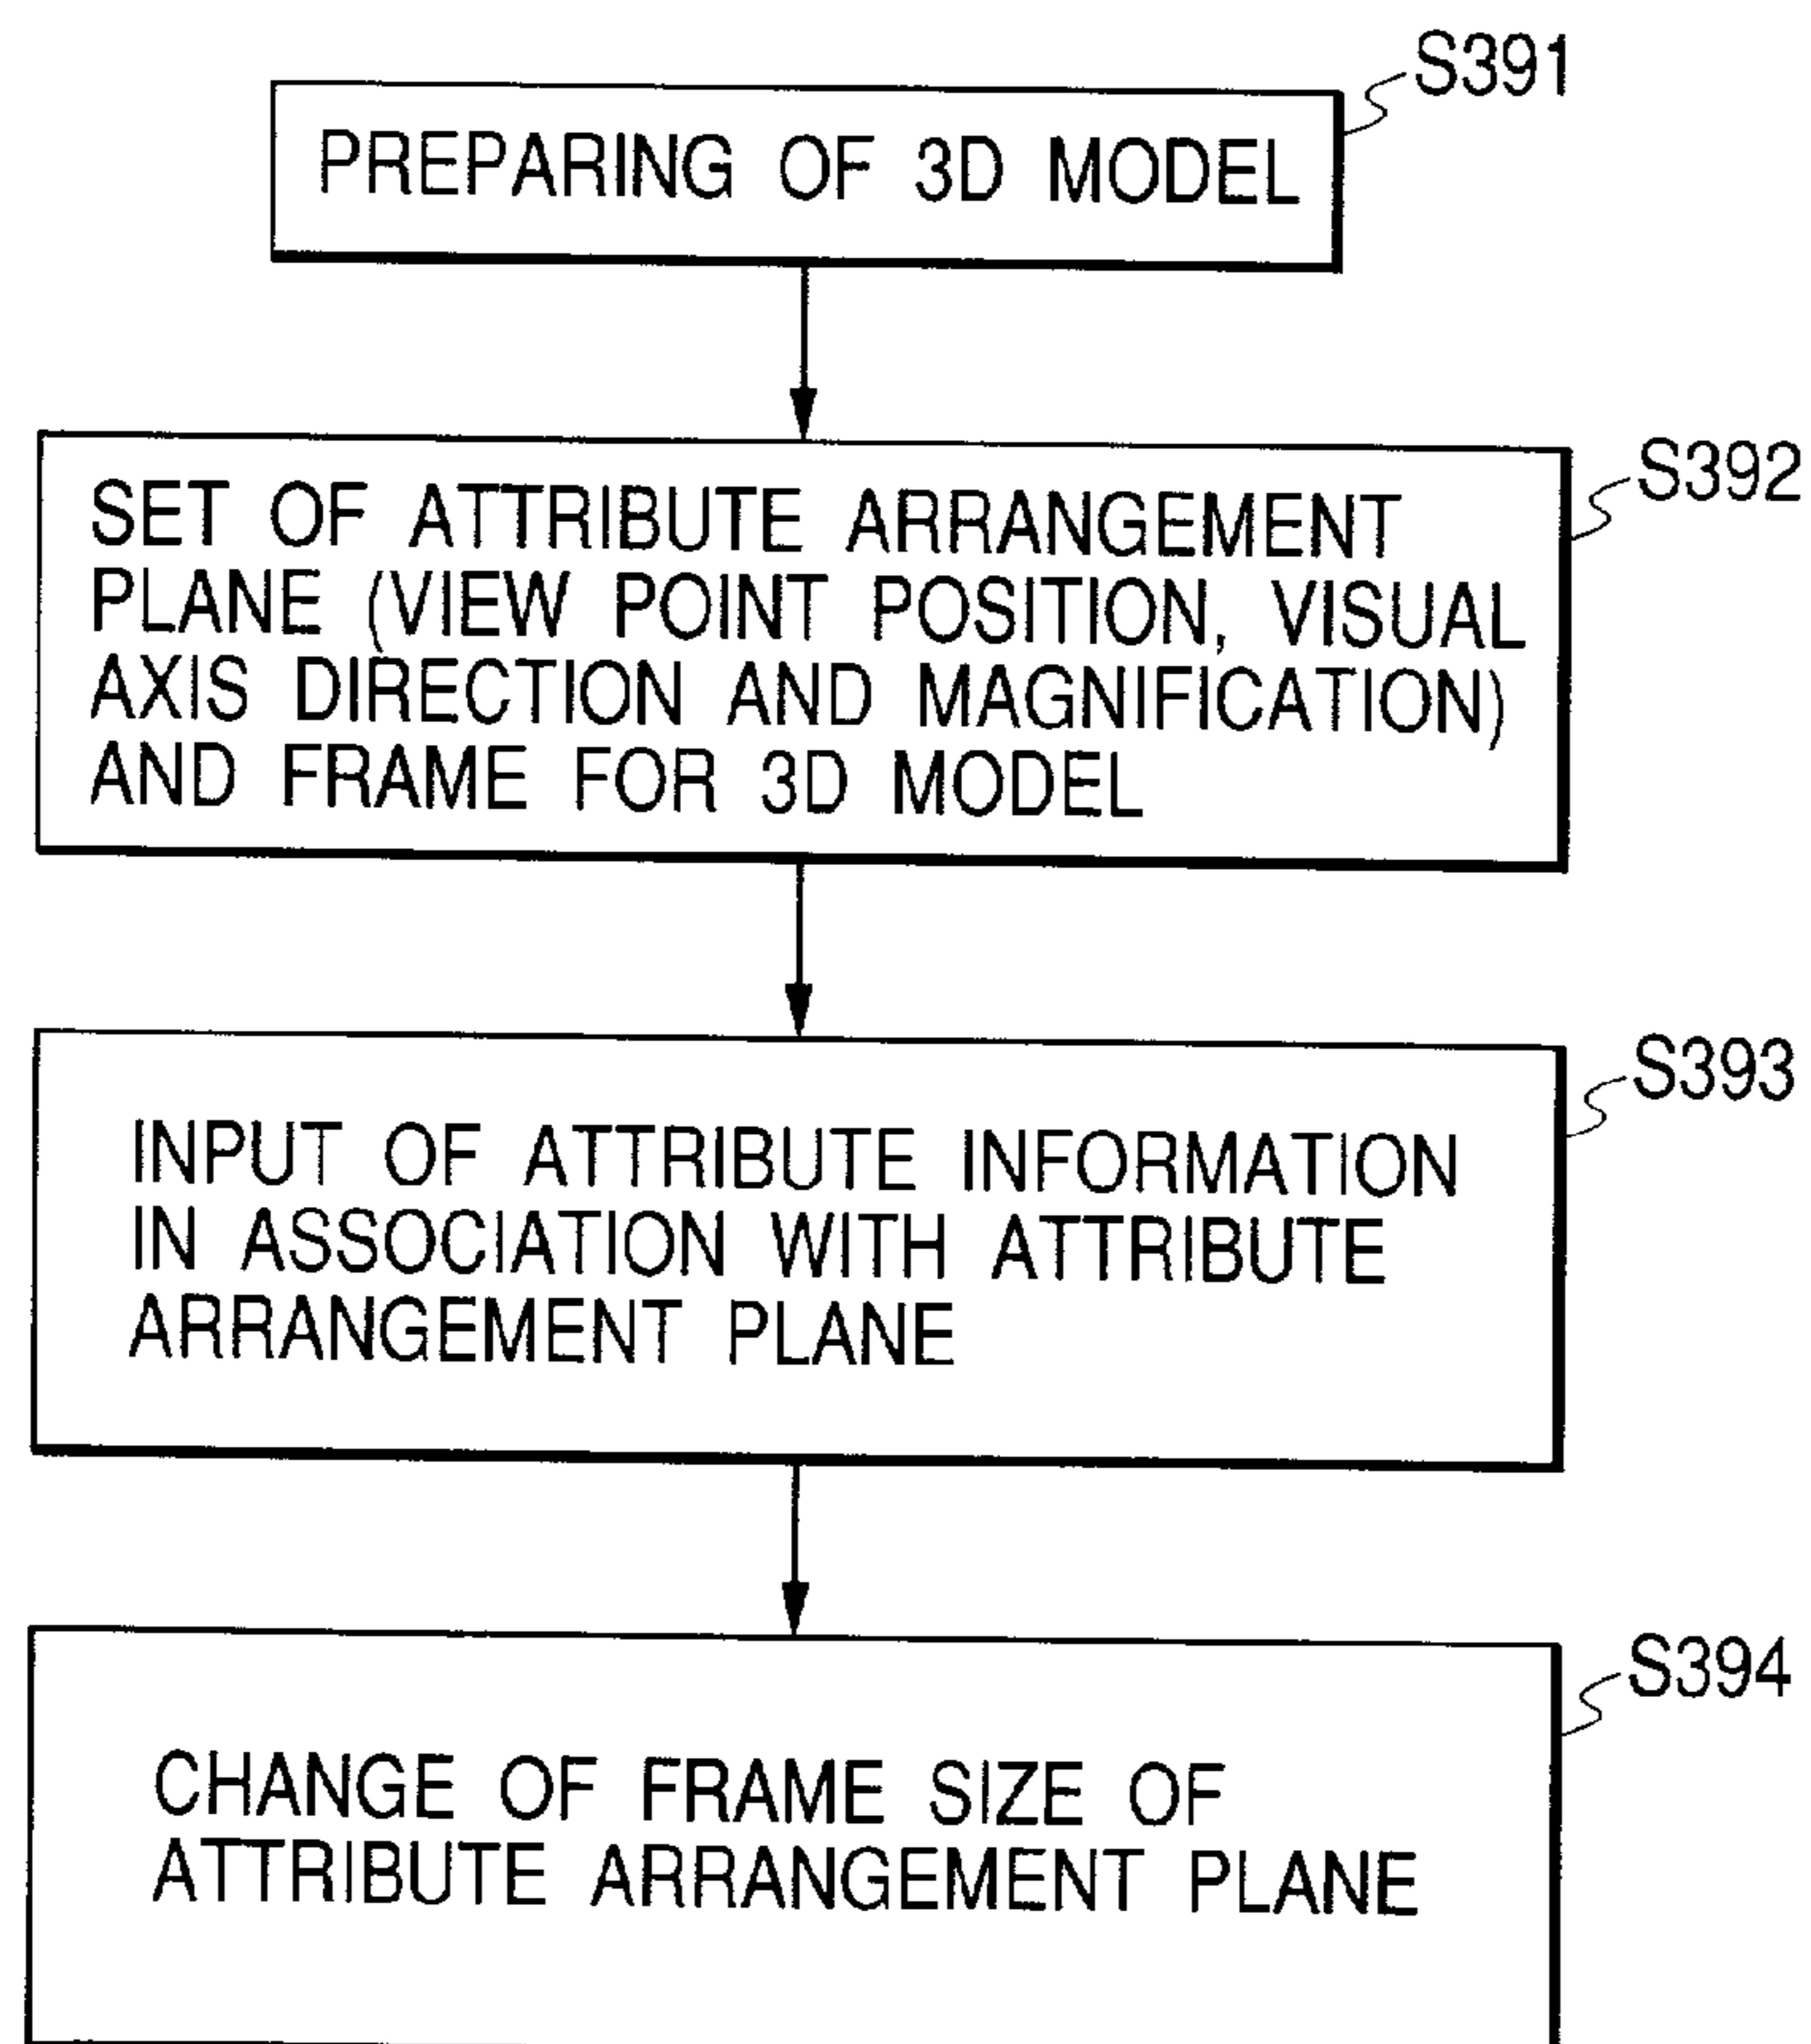 S391
PREPARING OF 3D MODEL
S392
SET OF ATTRIBUTE ARRANGEMENT
PLANE (VIEW POINT POSITION, VISUAL
AXIS DIRECTION AND MAGNIFICATION)
AND FRAME FOR 3D MODEL
S393
INPUT OF ATTRIBUTE INFORMATION
IN ASSOCIATION WITH ATTRIBUTE
ARRANGEMENT PLANE
S394
CHANGE OF FRAME SIZE OF
ATTRIBUTE ARRANGEMENT PLANE